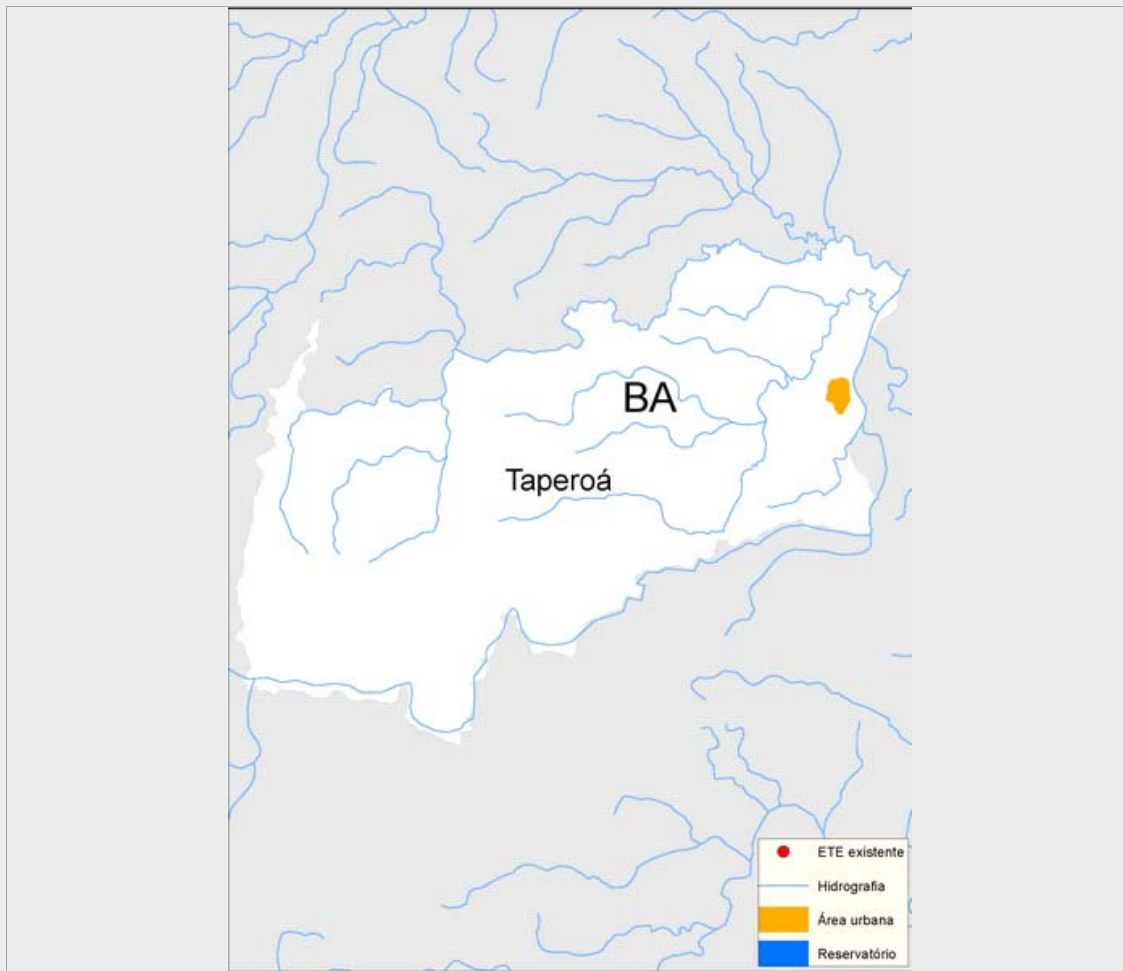 BA
Taperoá
ETE existente
Hidrografia
Área urbana
Reservatório